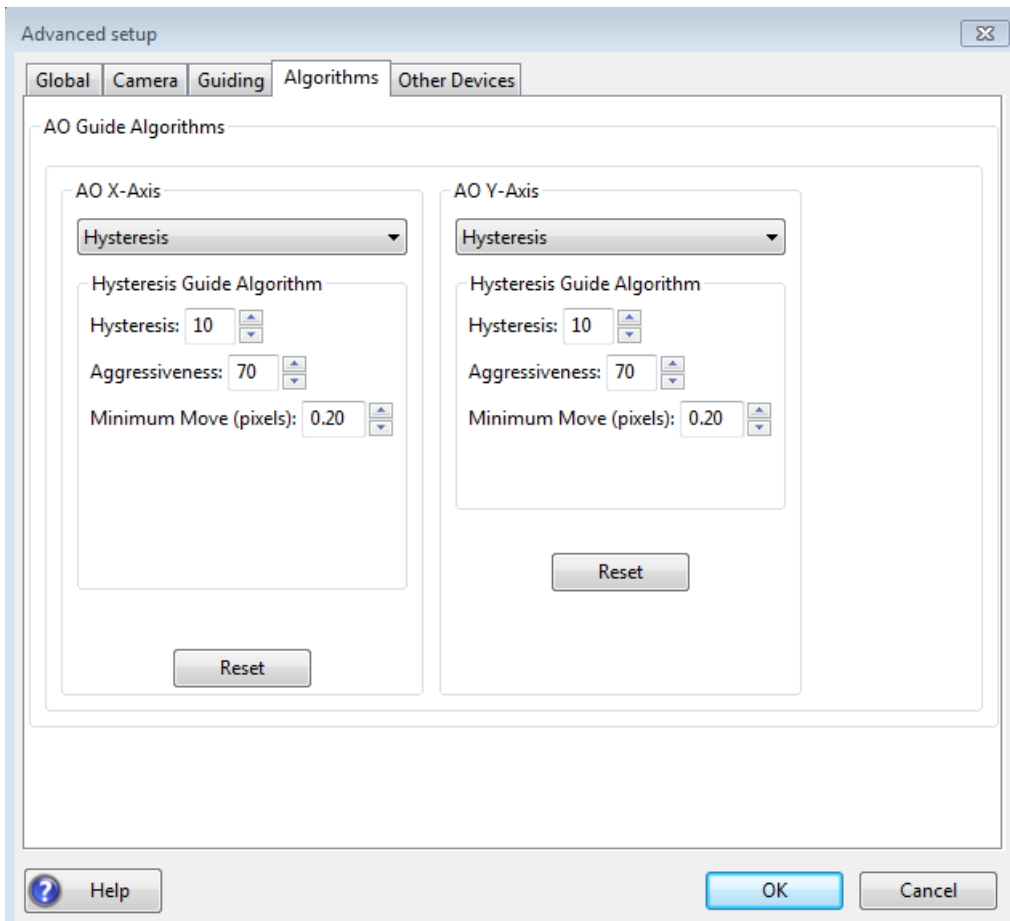 Advanced setup
Global Camera Guiding Algorithms Other Devices
AO Guide Algorithms
AO X-Axis
Hysteresis
Hysteresis Guide Algorithm
Hysteresis: 10
Aggressiveness: 70
Minimum Move (pixels): 0.20
Reset
AO Y-Axis
Hysteresis
Hysteresis Guide Algorithm
Hysteresis: 10
Aggressiveness: 70
Minimum Move (pixels): 0.20
Reset
? Help OK Cancel